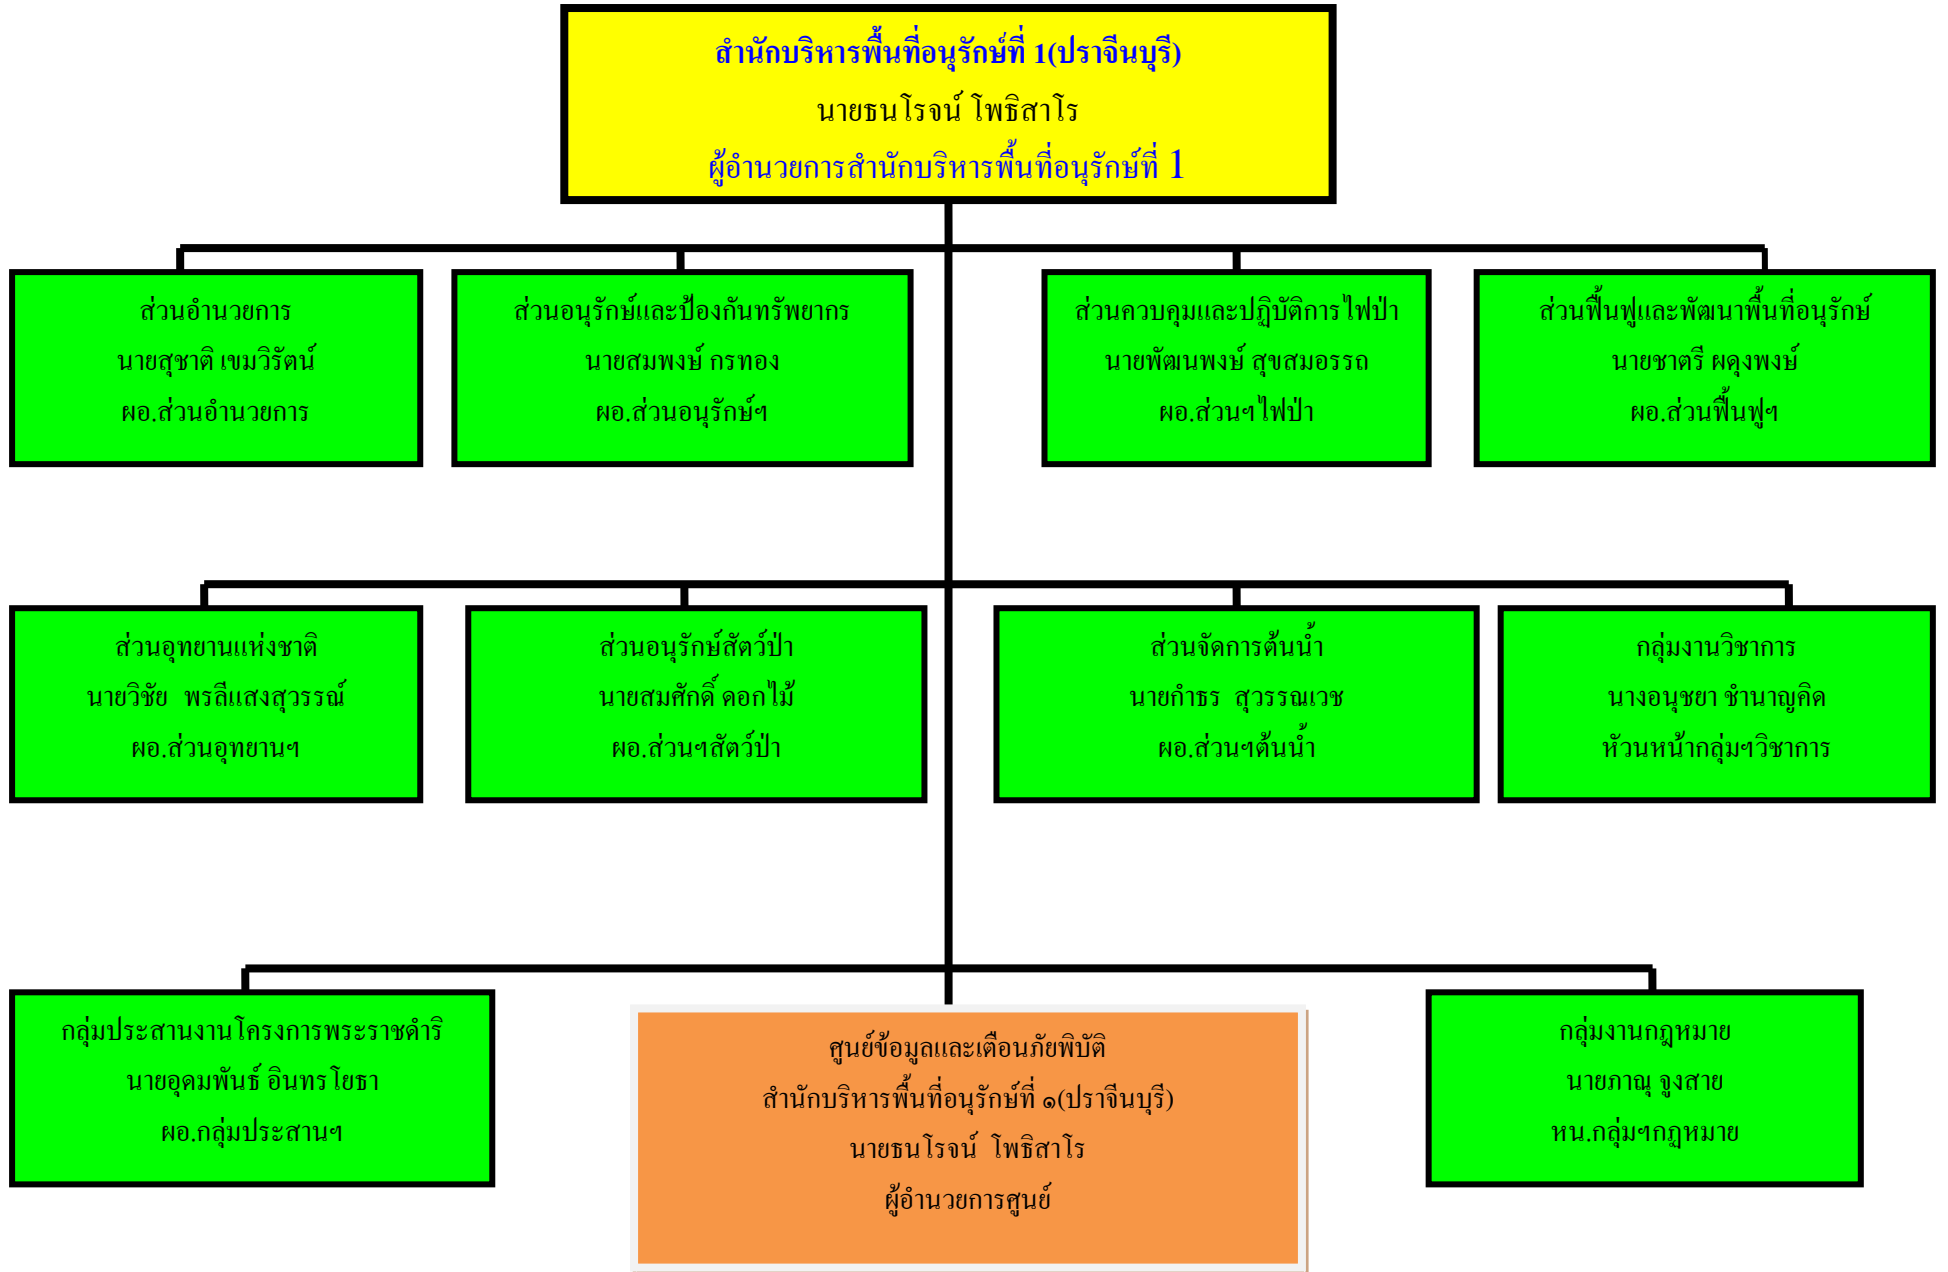 สำนักบริหารพื้นที่อนุรักษ์ที่ 1(ปราจีนบุรี)
นายธนโรจน์ โพธิสาโร
ผู้อำนวยการสำนักบริหารพื้นที่อนุรักษ์ที่ 1
ส่วนอำนวยการ
นายสุชาติ เขมวิรัตน์
ผอ.ส่วนอำนวยการ
ส่วนอนุรักษ์และป้องกันทรัพยากร
นายสมพงษ์ กรทอง
ผอ.ส่วนอนุรักษ์ฯ
ส่วนควบคุมและปฏิบัติการไฟป่า
นายพัฒนพงษ์ สุขสมอรรถ
ผอ.ส่วนฯไฟป่า
ส่วนฟื้นฟูและพัฒนาพื้นที่อนุรักษ์
นายชาตรี ผดุงพงษ์
ผอ.ส่วนฟื้นฟูฯ
ส่วนอุทยานแห่งชาติ
นายวิชัย พรลีแสงสุวรรณ์
ผอ.ส่วนอุทยานฯ
ส่วนอนุรักษ์สัตว์ป่า
นายสมศักดิ์ ดอกไม้
ผอ.ส่วนฯสัตว์ป่า
ส่วนจัดการต้นน้ำ
นายกำธร สุวรรณเวช
ผอ.ส่วนฯต้นน้ำ
กลุ่มงานวิชาการ
นางอนุชยา ชำนาญคิด
หัวนหน้ากลุ่มฯวิชาการ
กลุ่มประสานงานโครงการพระราชดำริ
นายอุดมพันธ์ อินทรโยธา
ผอ.กลุ่มประสานฯ
ศูนย์ข้อมูลและเตือนภัยพิบัติ
สำนักบริหารพื้นที่อนุรักษ์ที่ ๑(ปราจีนบุรี)
นายธนโรจน์ โพธิสาโร
ผู้อำนวยการศูนย์
กลุ่มงานกฎหมาย
นายภาณุ จูงสาย
หน.กลุ่มฯกฎหมาย